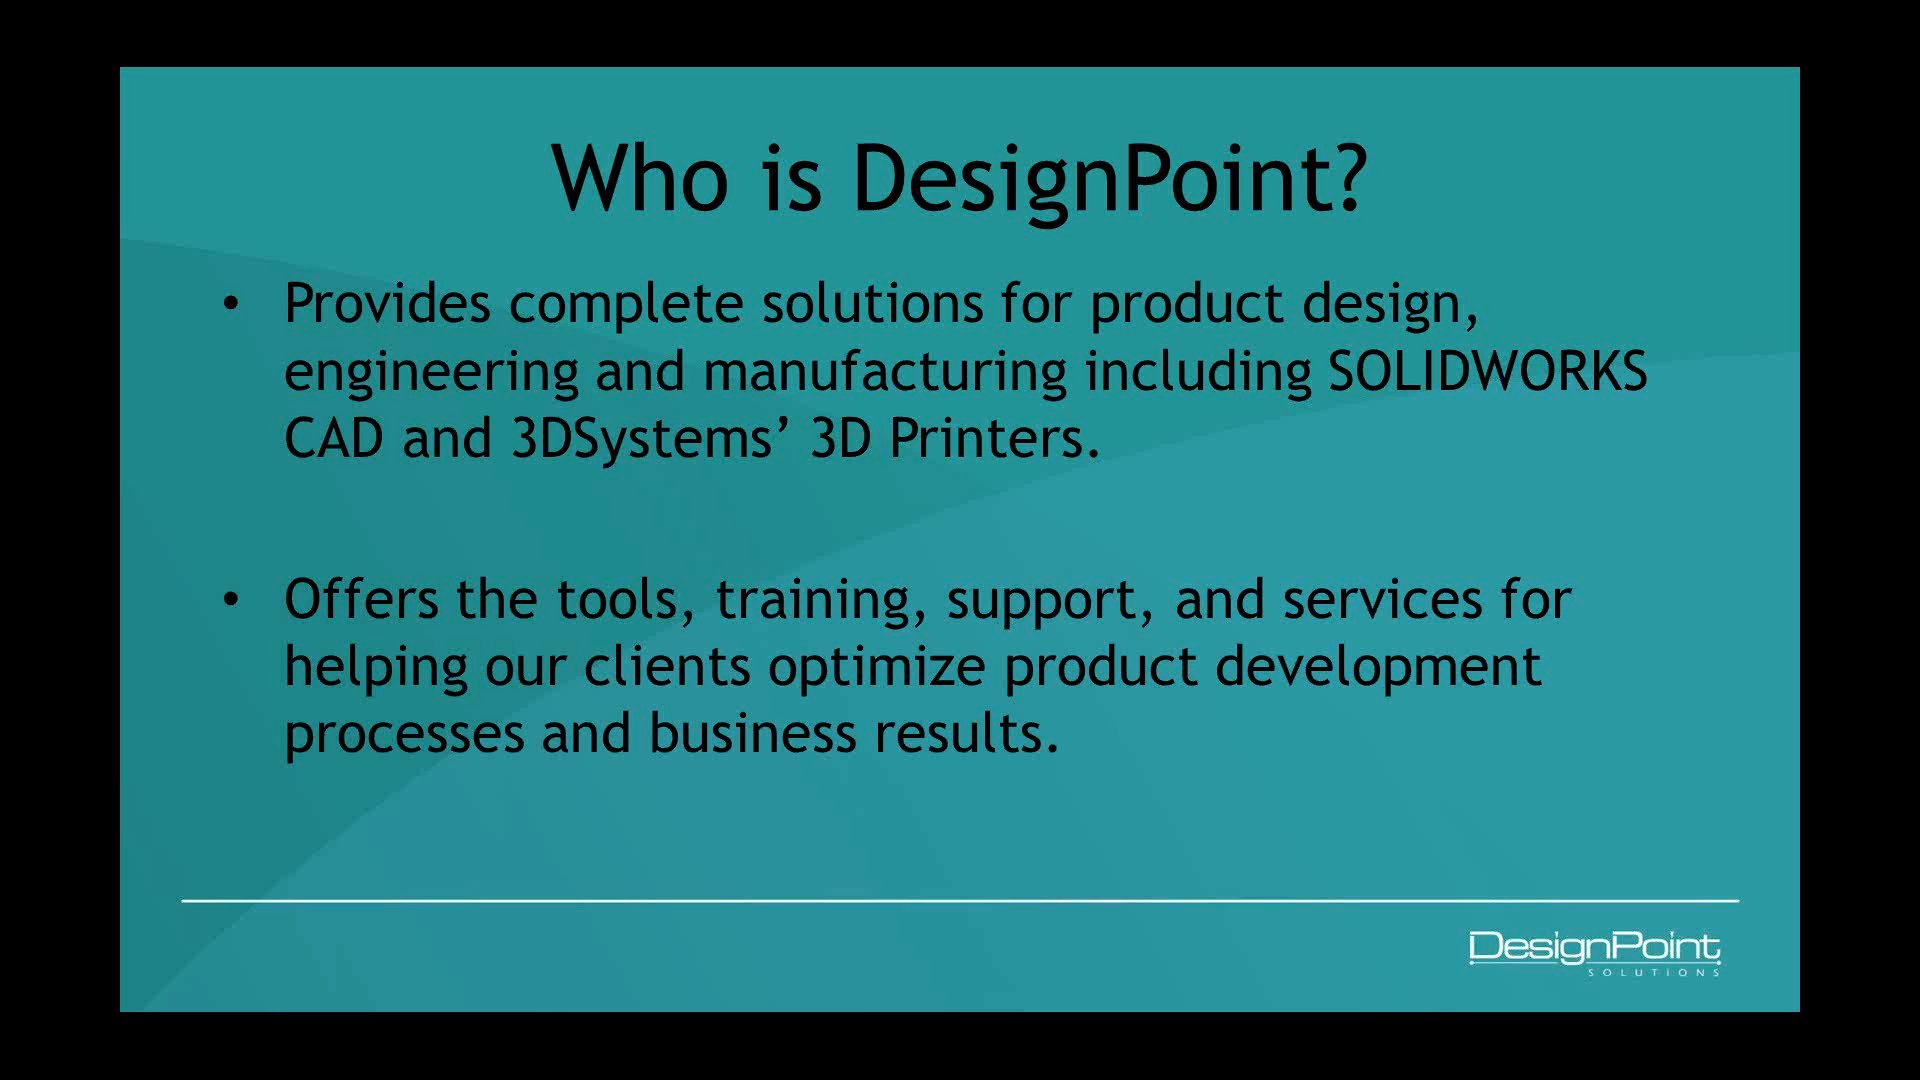 Who is DesignPoint?
• Provides complete solutions for product design,
engineering and manufacturing including SOLIDWORKS
CAD and 3DSystems’ 3D Printers.
• Offers the tools, training, support, and services for
helping our clients optimize product development
processes and business results.
DesignPoint
SOLUTIONS